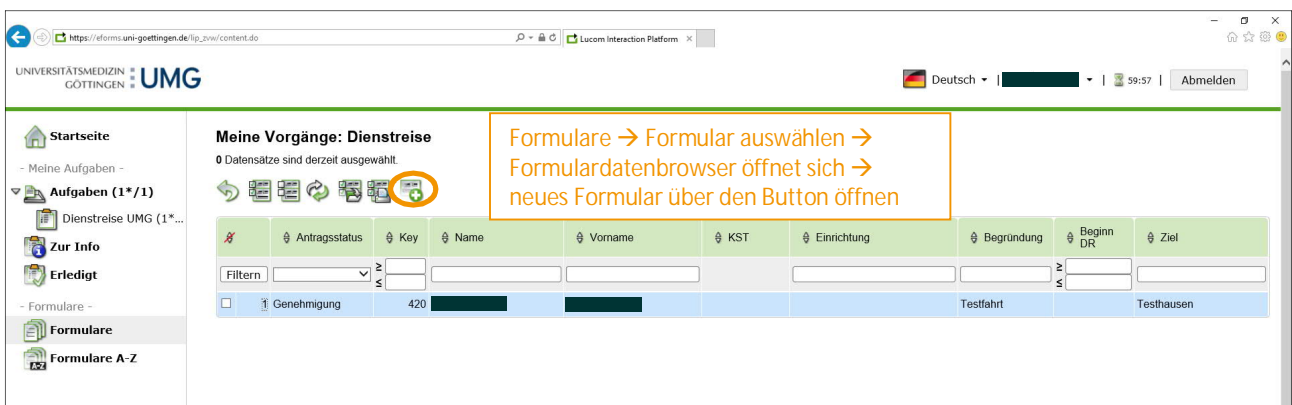 https://eforms.uni-goettingen.de/lip_zvw/content.do
Lucom Interaction Platform
UNIVERSITÄTSMEDIZIN
GÖTTINGEN
UMG
Deutsch
59:57
Abmelden
Startseite
- Meine Aufgaben -
Aufgaben (1*/1)
Dienstreise UMG (1*...
Zur Info
Erledigt
- Formulare -
Formulare
Formulare A-Z
Meine Vorgänge: Dienstreise
0 Datensätze sind derzeit ausgewählt.
Formulare → Formular auswählen →
Formulardatenbrowser öffnet sich →
neues Formular über den Button öffnen
Antragsstatus Key Name Vorname KST Einrichtung Begründung Beginn DR Ziel
Filtern ≥ ≤ ≥ ≤
1 Genehmigung 420 Testfahrt Testhausen